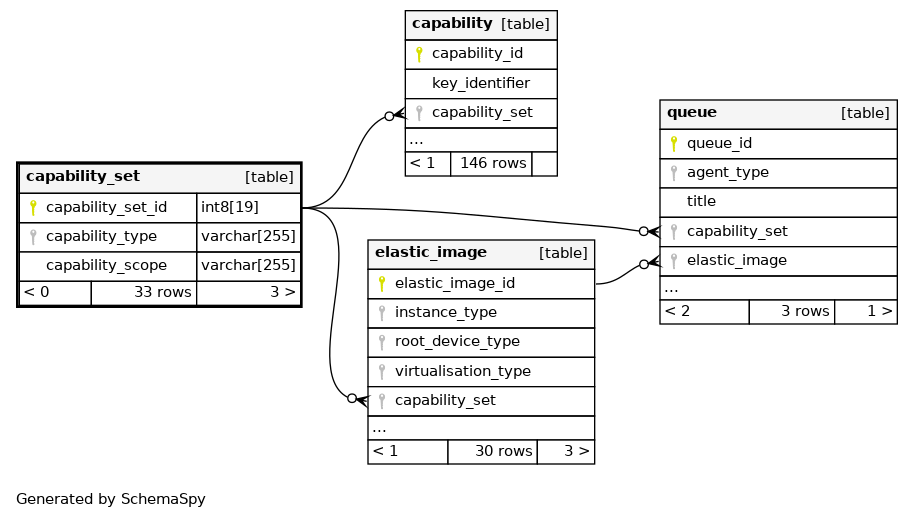 capability [table]
capability_id
key_identifier
capability_set
...
< 1 146 rows
queue [table]
queue_id
agent_type
title
capability_set
elastic_image
...
< 2 3 rows 1 >
capability_set [table]
capability_set_id int8[19]
capability_type varchar[255]
capability_scope varchar[255]
< 0 33 rows 3 >
elastic_image [table]
elastic_image_id
instance_type
root_device_type
virtualisation_type
capability_set
...
< 1 30 rows 3 >
Generated by SchemaSpy